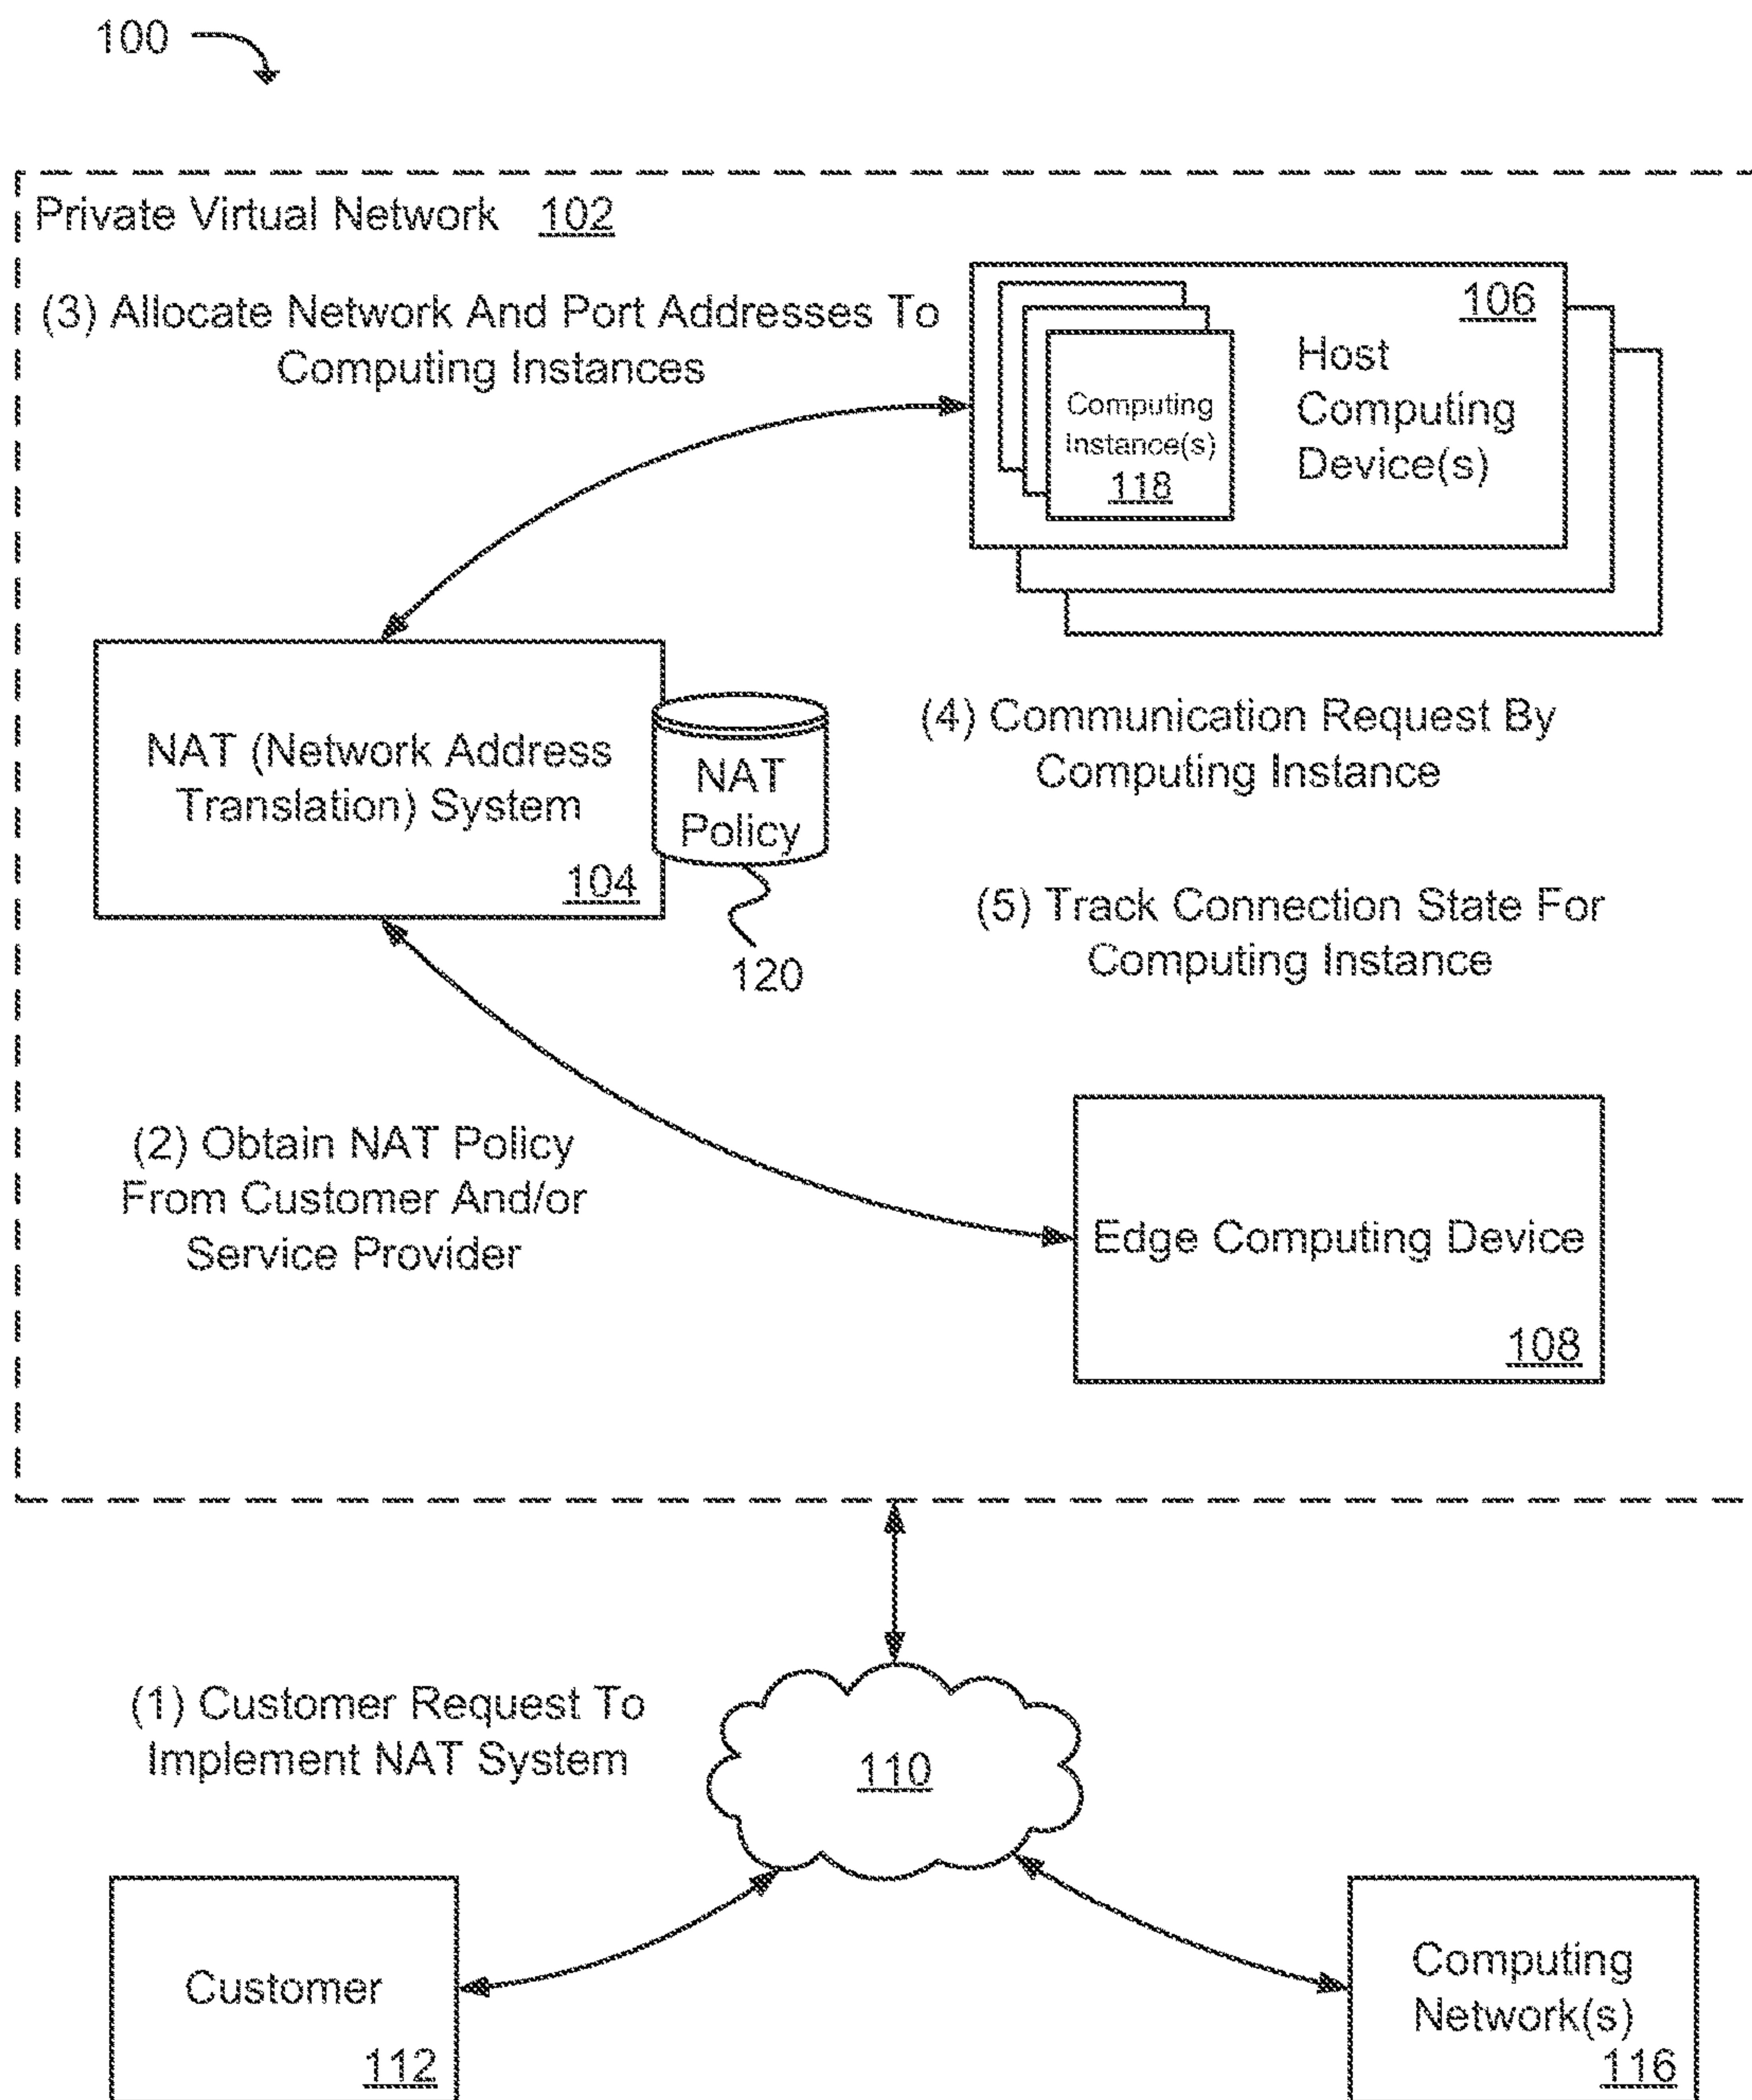 100
Private Virtual Network 102
(3) Allocate Network And Port Addresses To
Computing Instances
106
Host
Computing
Device(s)
Computing
Instance(s)
118
NAT (Network Address
Translation) System
104
NAT
Policy
120
(4) Communication Request By
Computing Instance
(5) Track Connection State For
Computing Instance
(2) Obtain NAT Policy
From Customer And/or
Service Provider
Edge Computing Device
108
(1) Customer Request To
Implement NAT System
110
Customer
112
Computing
Network(s)
116